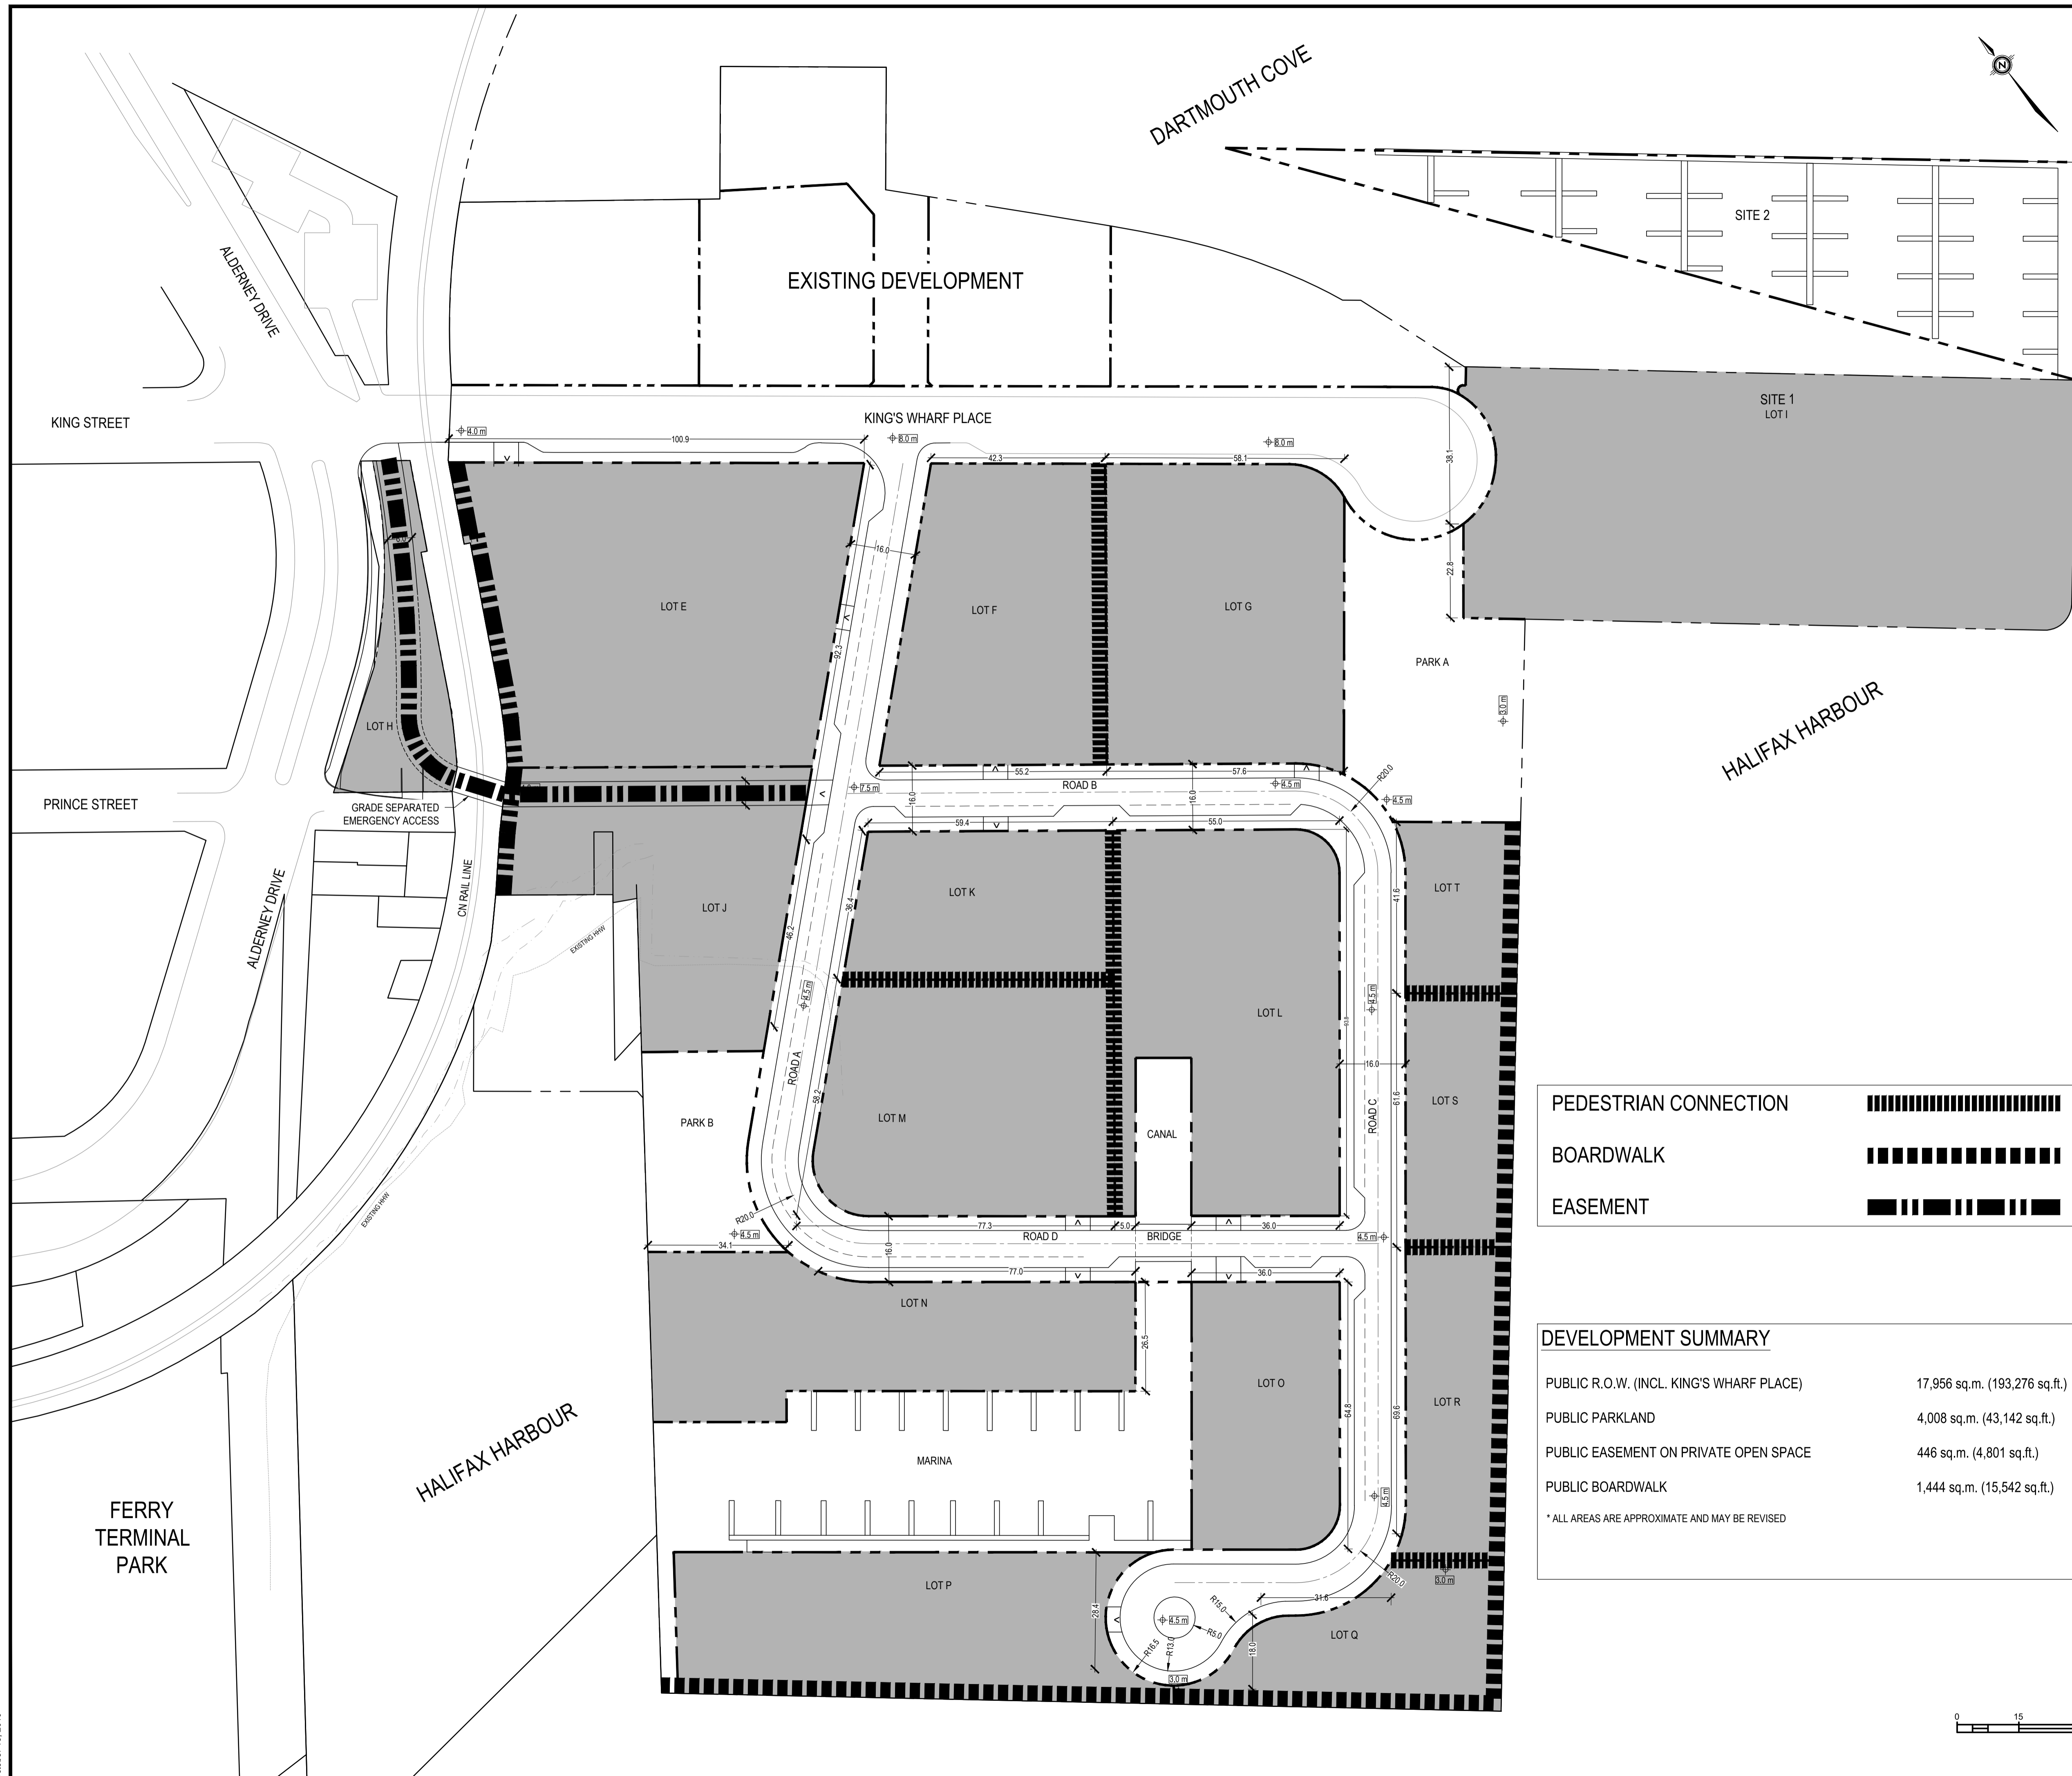 DARTMOUTH COVE
N
SITE 2
ALDERNEY DRIVE
EXISTING DEVELOPMENT
SITE 1
LOT I
KING STREET
KING'S WHARF PLACE
4.0 m
100.9
8.0 m
8.0 m
42.3
58.1
38.1
16.0
22.8
LOT E
LOT F
LOT G
92.3
PARK A
3.0 m
HALIFAX HARBOUR
LOT H
PRINCE STREET
GRADE SEPARATED
EMERGENCY ACCESS
7.5 m
55.2
ROAD B
57.6
4.5 m
R20.0
4.5 m
16.0
16.0
59.4
55.0
ALDERNEY DRIVE
CN RAIL LINE
LOT J
EXISTING HHW
LOT K
36.4
46.2
LOT T
41.6
4.5 m
4.5 m
LOT L
16.0
ROAD A
58.2
LOT M
PARK B
CANAL
ROAD C
61.6
LOT S
PEDESTRIAN CONNECTION
BOARDWALK
EASEMENT
EXISTING HHW
R20.0
4.5 m
34.1
77.3
5.0
36.0
16.0
ROAD D
BRIDGE
4.5 m
77.0
36.0
LOT N
26.5
LOT O
64.8
69.6
LOT R
DEVELOPMENT SUMMARY
PUBLIC R.O.W. (INCL. KING'S WHARF PLACE) 17,956 sq.m. (193,276 sq.ft.)
PUBLIC PARKLAND 4,008 sq.m. (43,142 sq.ft.)
PUBLIC EASEMENT ON PRIVATE OPEN SPACE 446 sq.m. (4,801 sq.ft.)
PUBLIC BOARDWALK 1,444 sq.m. (15,542 sq.ft.)
* ALL AREAS ARE APPROXIMATE AND MAY BE REVISED
HALIFAX HARBOUR
MARINA
4.5 m
FERRY
TERMINAL
PARK
LOT P
28.4
4.5 m
R16.5
R13.0
R5.0
R15.0
3.0 m
18.0
31.6
R20.0
3.0 m
LOT Q
0 15